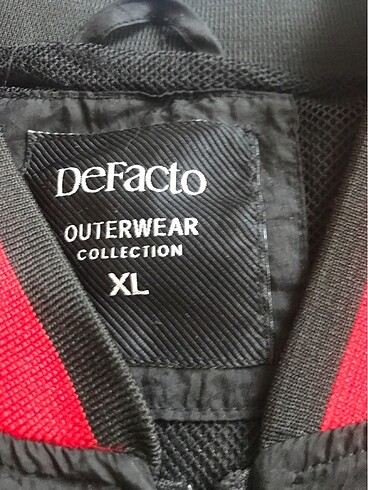 DeFacto
OUTERWEAR
COLLECTION
XL